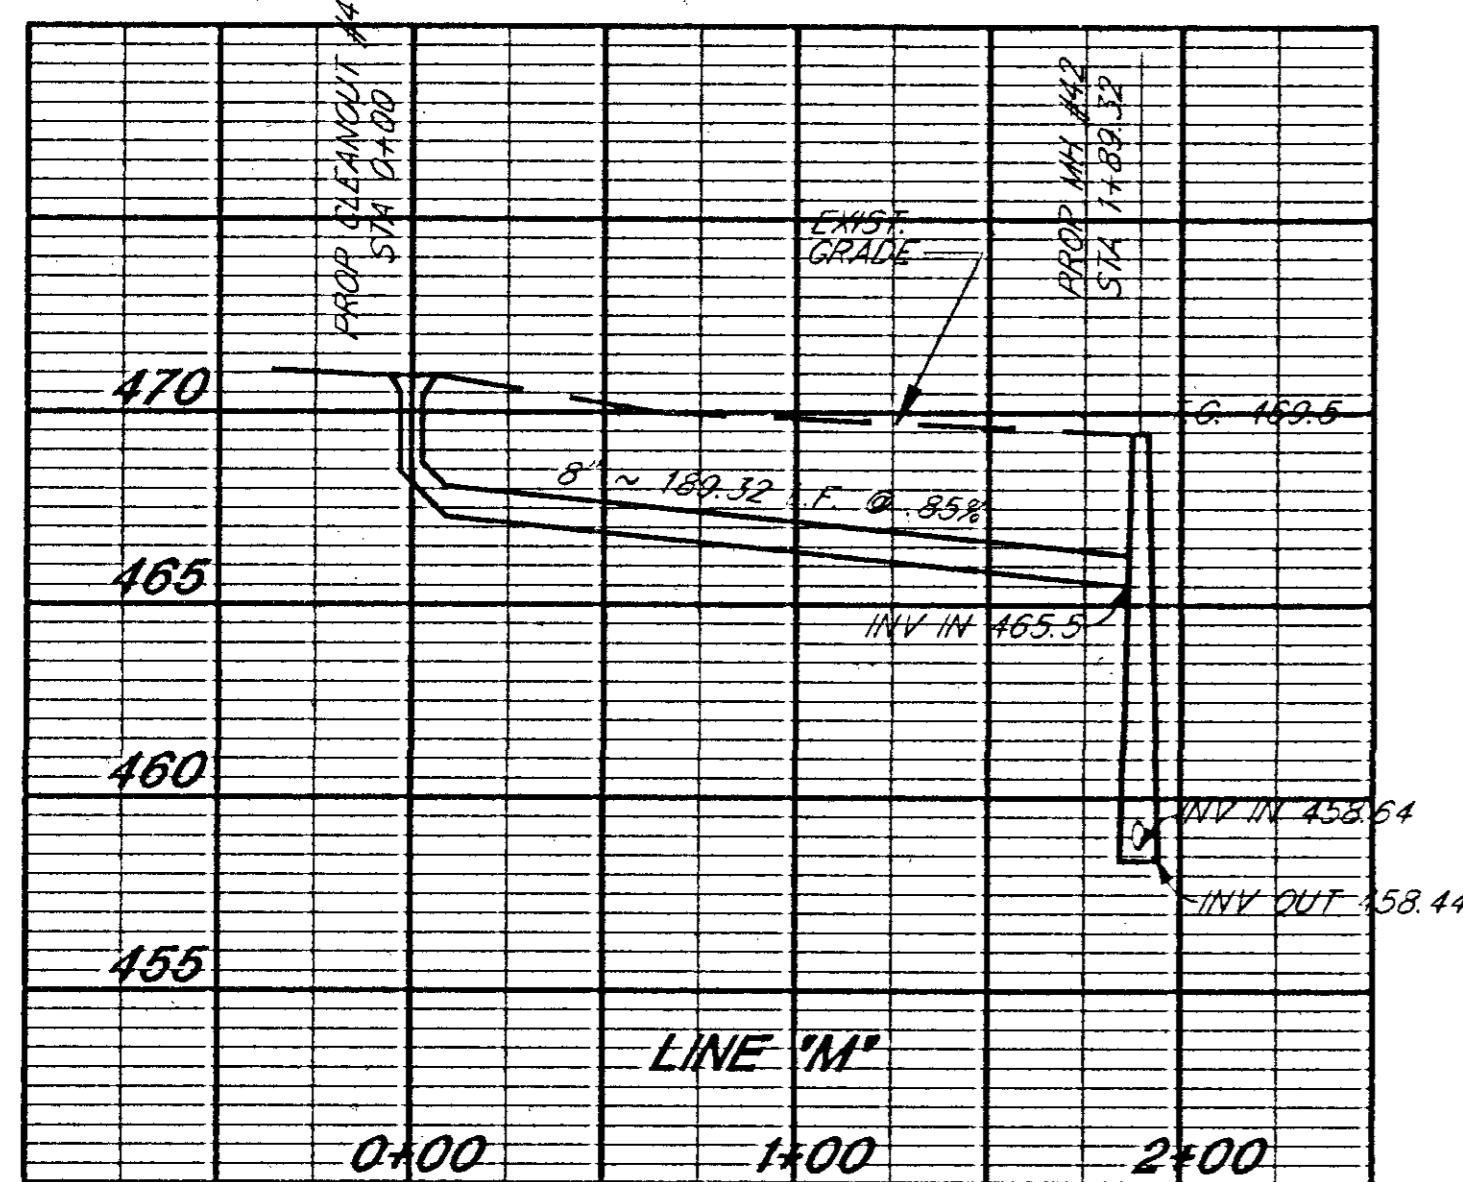 PROP CLEANOUT #4
STA 0+00
PROP MH #42
STA 1+89.32
EXIST.
GRADE
470
.G. 469.5
8" ~ 189.32 L.F. @ .85%
465
INV IN 465.5
460
INV IN 458.64
INV OUT 458.44
455
LINE "M"
0+00
1+00
2+00